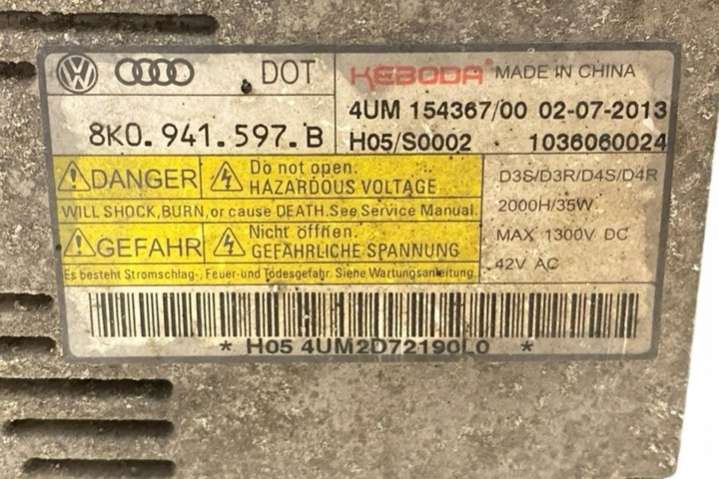 DOT KEBODA MADE IN CHINA
8K0.941.597.B
4UM 154367/00 02-07-2013
H05/S0002 1036060024
DANGER
Do not open.
HAZARDOUS VOLTAGE
WILL SHOCK, BURN, or cause DEATH. See Service Manual.
GEFAHR
Nicht öffnen.
GEFÄHRLICHE SPANNUNG
Es besteht Stromschlag-, Feuer-und Todesgefahr. Siehe Wartungsanleitung.
D3S/D3R/D4S/D4R
2000H/35W
MAX 1300V DC
42V AC
* H05 4UM2D72190L0 *